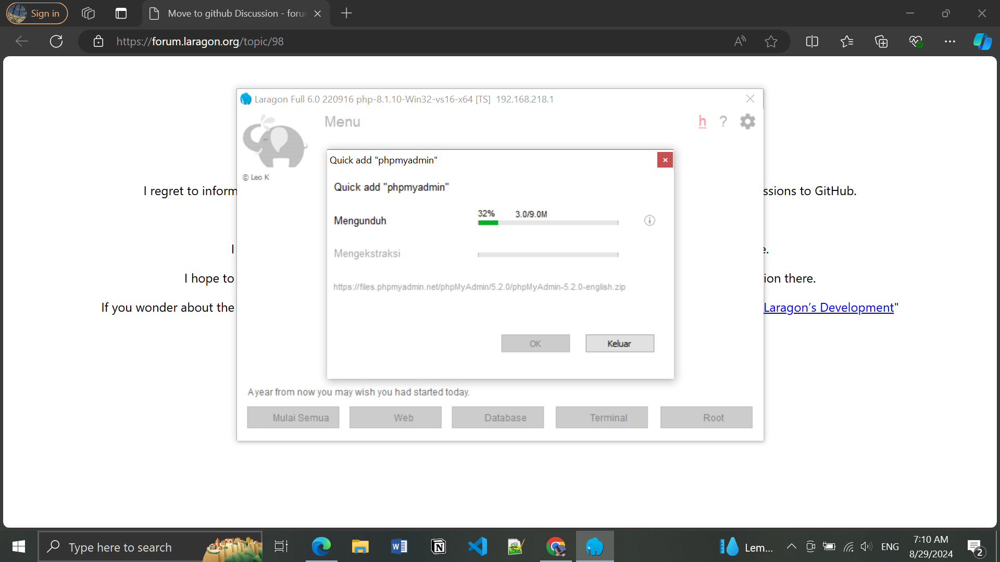 Sign in
Move to github Discussion - forum
https://forum.laragon.org/topic/98
Laragon Full 6.0 220916 php-8.1.10-Win32-vs16-x64 [TS] 192.168.218.1
Menu
h ?
© Leo K
Quick add "phpmyadmin"
Quick add "phpmyadmin"
32% 3.0/9.0M
Mengunduh
Mengekstraksi
https://files.phpmyadmin.net/phpMyAdmin/5.2.0/phpMyAdmin-5.2.0-english.zip
OK Keluar
I regret to inform ssions to GitHub.
I e.
I hope to ion there.
If you wonder about the Laragon’s Development"
A year from now you may wish you had started today.
Mulai Semua Web Database Terminal Root
Type here to search
Lem...
ENG
7:10 AM
8/29/2024
2